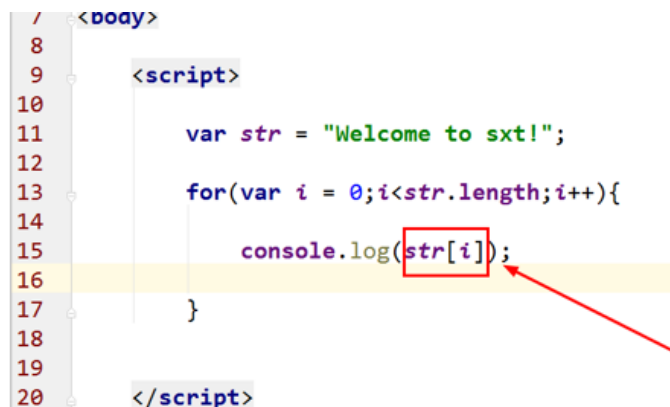 7 <body>
8
9 <script>
10
11 var str = "Welcome to sxt!";
12
13 for(var i = 0;i<str.length;i++){
14
15 console.log(str[i]);
16
17 }
18
19
20 </script>